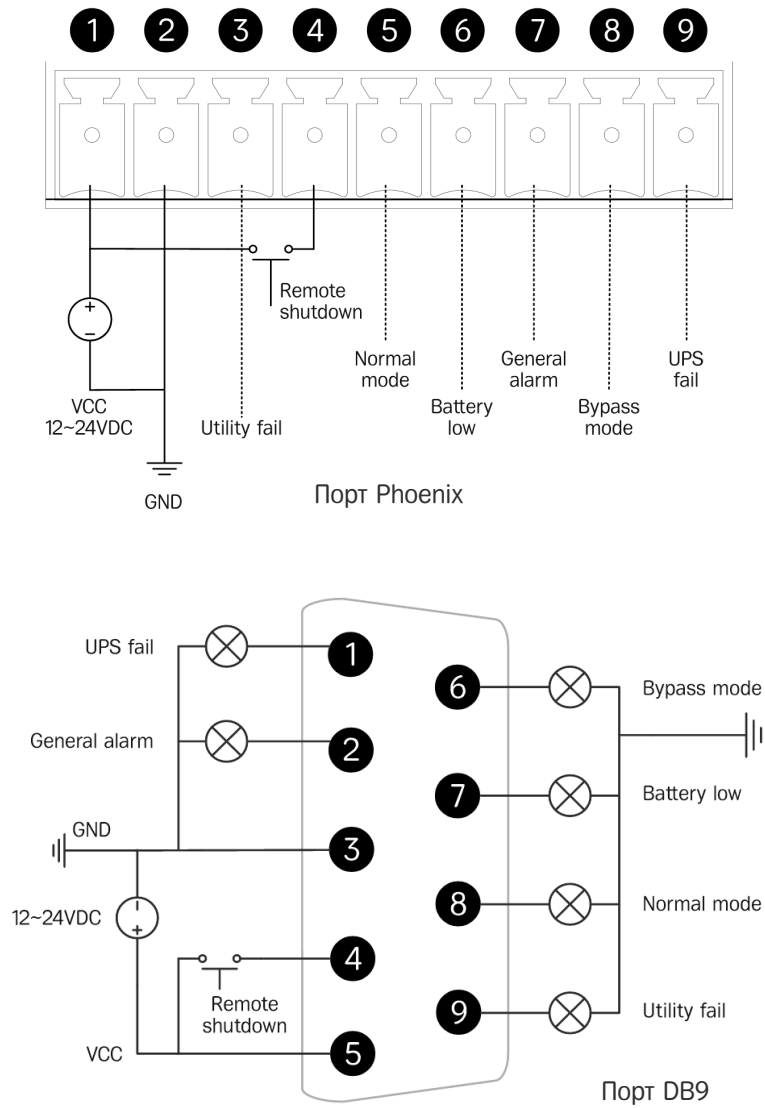 1 2 3 4 5 6 7 8 9
Remote
shutdown
Normal
mode
General
alarm
UPS
fail
VCC
12~24VDC
Utility fail
Battery
low
Bypass
mode
GND
Порт Phoenix
UPS fail
1
6
Bypass mode
General alarm
2
7
Battery low
GND
3
12~24VDC
8
Normal mode
4
Remote
shutdown
9
Utility fail
VCC
5
Порт DB9